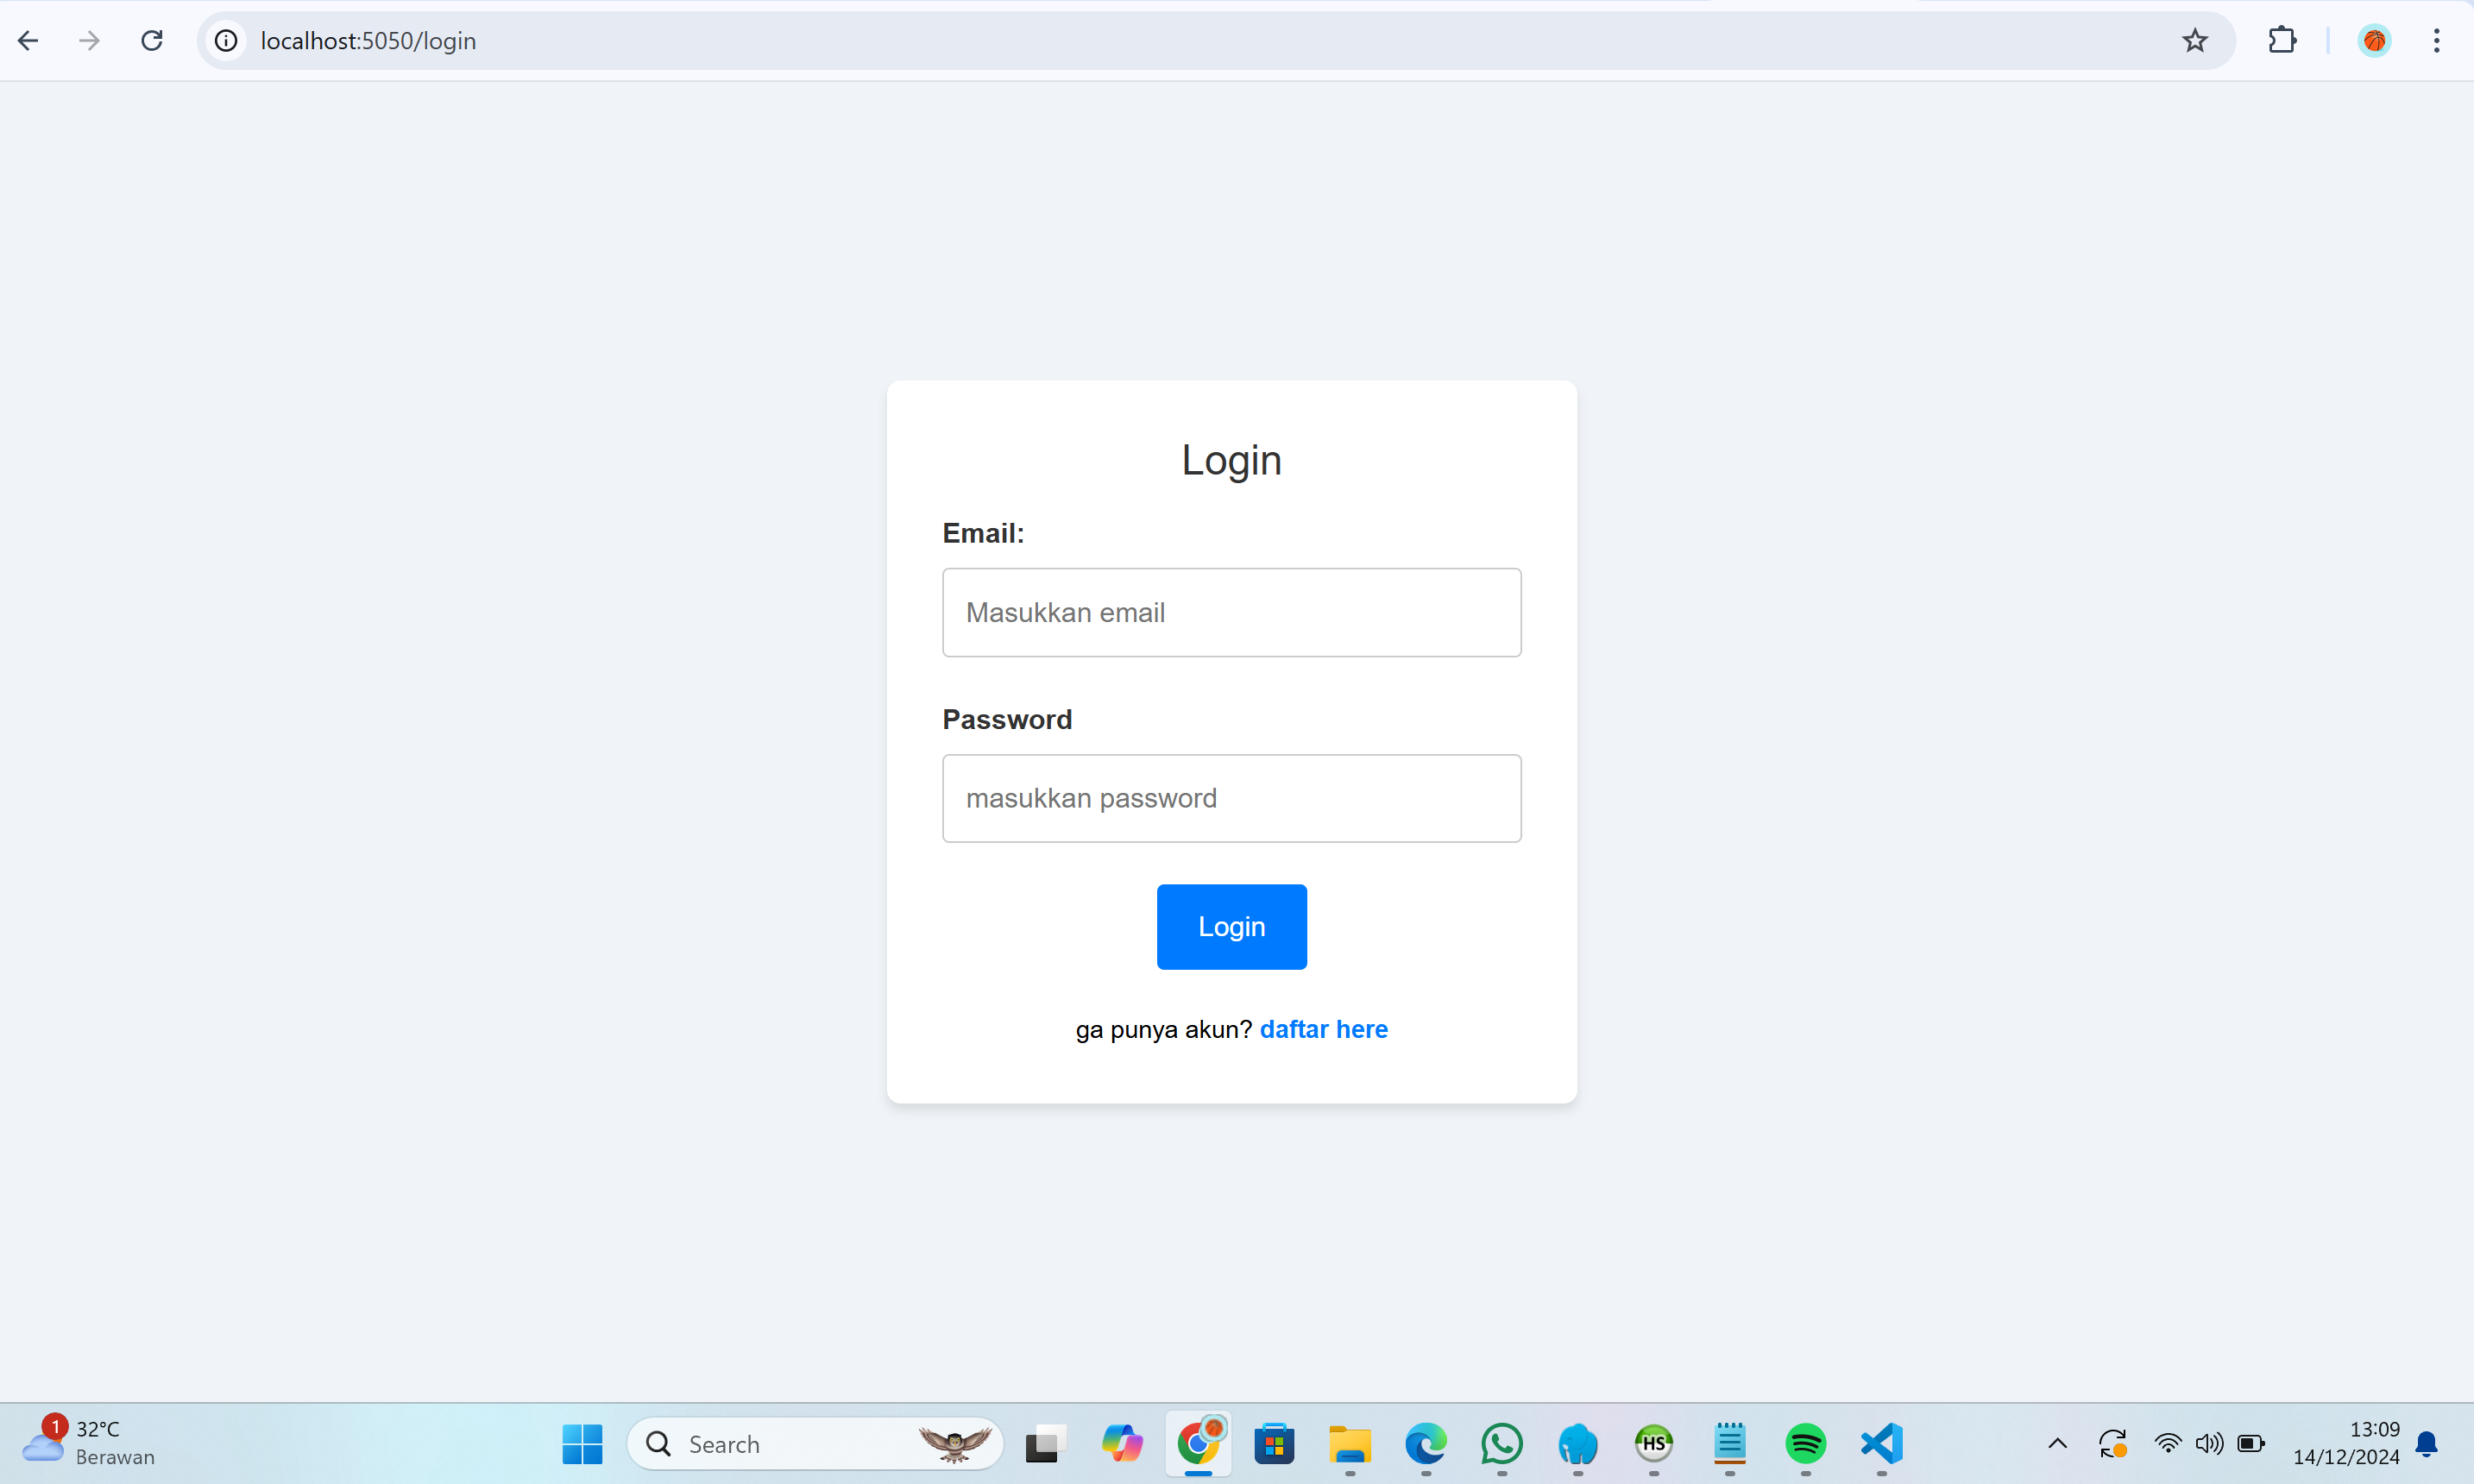 localhost:5050/login
Login
Email:
Masukkan email
Password
masukkan password
Login
ga punya akun? daftar here
1
32°C
Berawan
Search
HS
13:09
14/12/2024